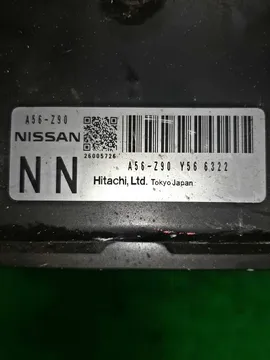 A56-Z90
NISSAN
26005726
NN
A56-Z90 Y56 6322
Hitachi, Ltd. Tokyo Japan